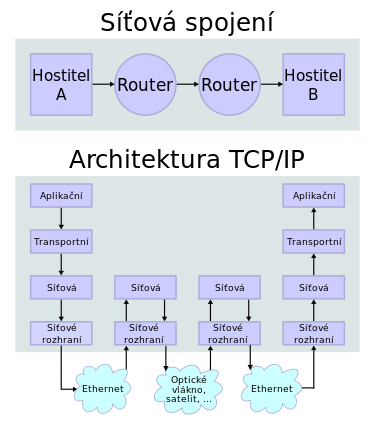 Síťová spojení
Hostitel
A
Router
Router
Hostitel
B
Architektura TCP/IP
Aplikační
Aplikační
Transportní
Transportní
Síťová
Síťová
Síťová
Síťová
Síťové
rozhraní
Síťové
rozhraní
Síťové
rozhraní
Síťové
rozhraní
Ethernet
Optické
vlákno,
satelit, ...
Ethernet